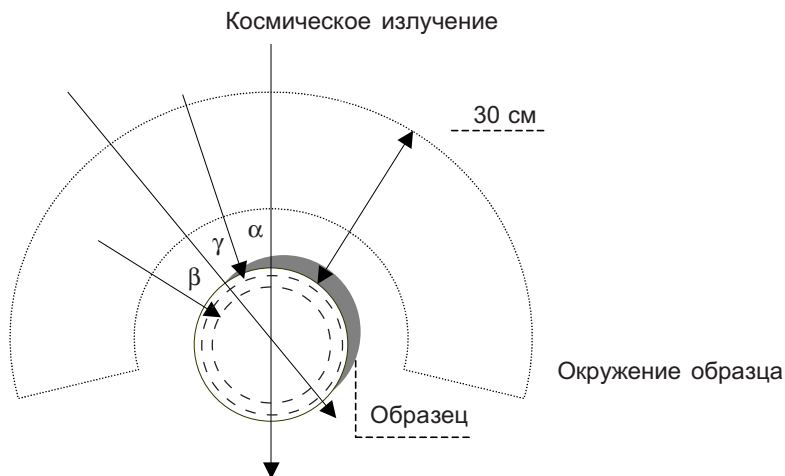 Космическое излучение
30 см
α
γ
β
Окружение образца
Образец